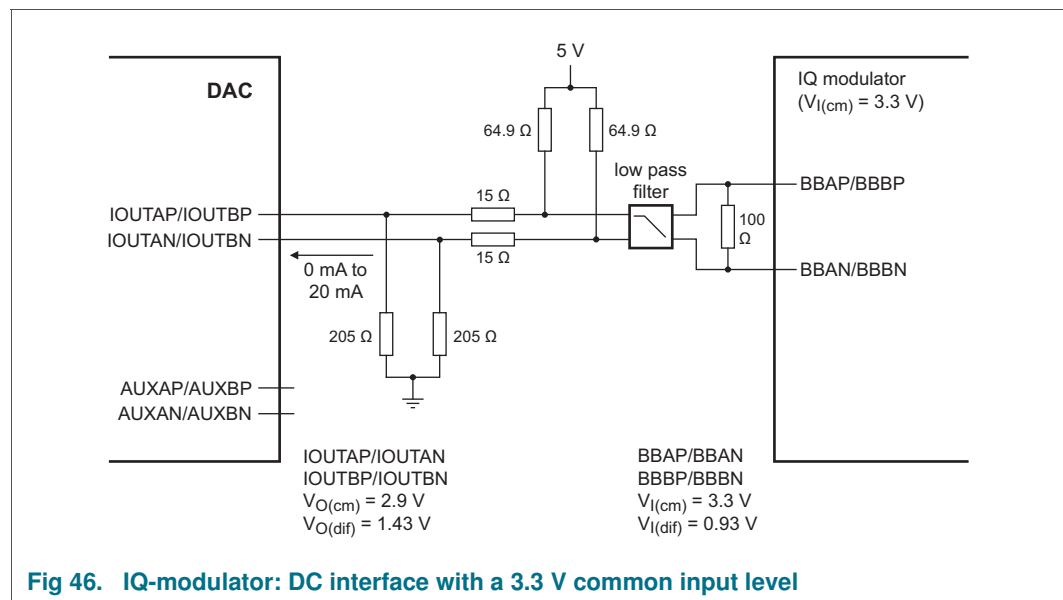 5 V
DAC
IQ modulator
(VI(cm) = 3.3 V)
64.9 Ω
64.9 Ω
low pass
filter
15 Ω
BBAP/BBBP
IOUTAP/IOUTBP
100
Ω
IOUTAN/IOUTBN
15 Ω
BBAN/BBBN
0 mA to
20 mA
205 Ω
205 Ω
AUXAP/AUXBP
AUXAN/AUXBN
IOUTAP/IOUTAN
IOUTBP/IOUTBN
VO(cm) = 2.9 V
VO(dif) = 1.43 V
BBAP/BBAN
BBBP/BBBN
VI(cm) = 3.3 V
VI(dif) = 0.93 V
Fig 46. IQ-modulator: DC interface with a 3.3 V common input level